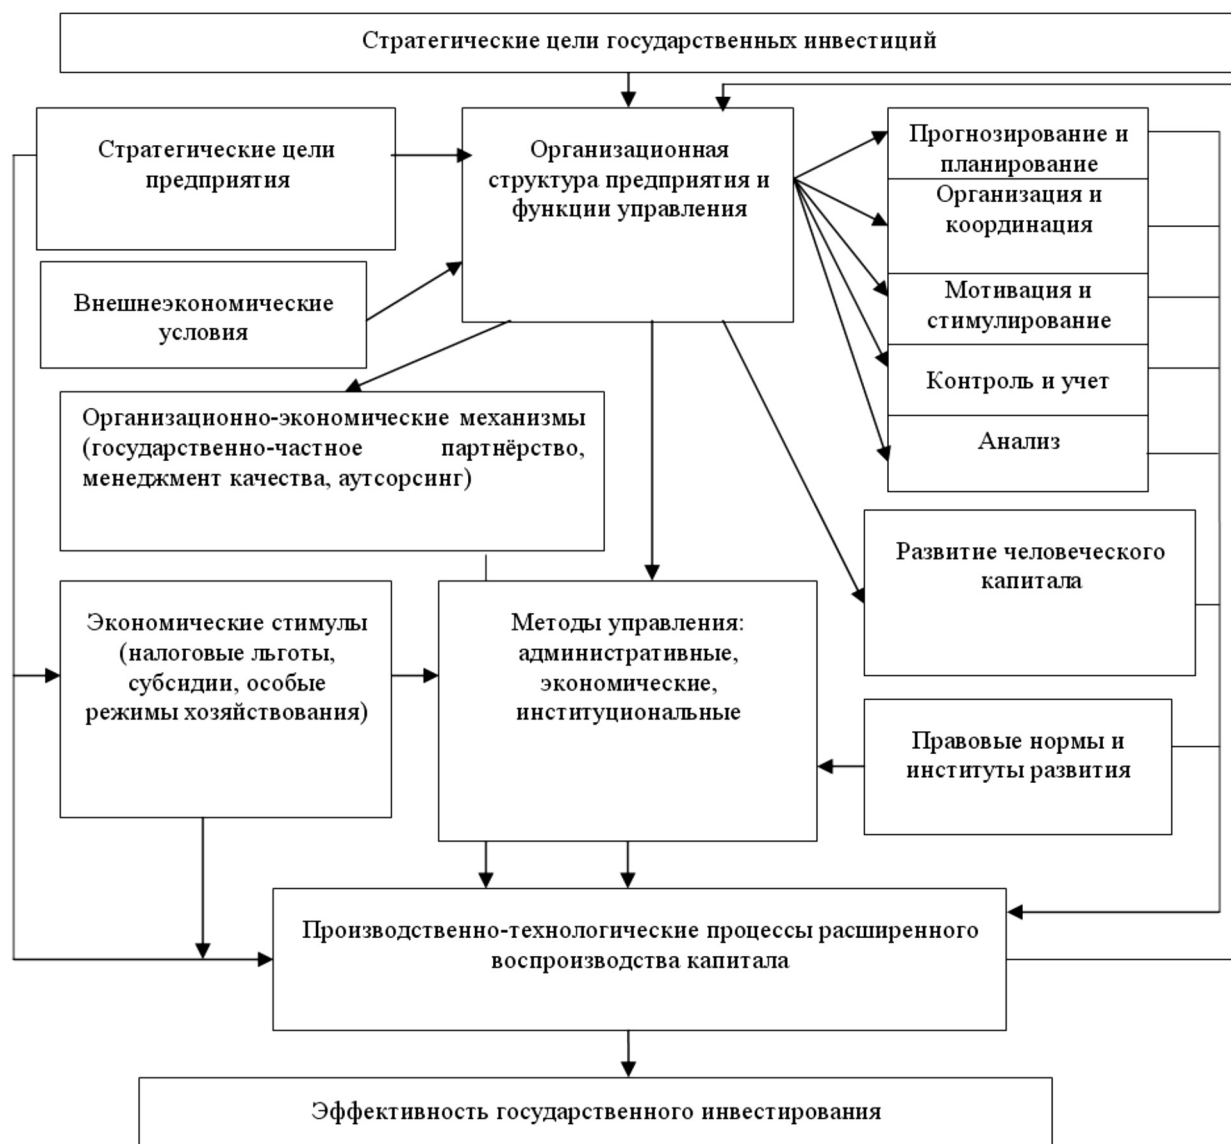 Стратегические цели государственных инвестиций
Стратегические цели
предприятия
Организационная
структура предприятия и
функции управления
Прогнозирование и
планирование
Организация и
координация
Мотивация и
стимулирование
Контроль и учет
Анализ
Внешнеэкономические
условия
Организационно-экономические механизмы
(государственно-частное партнёрство,
менеджмент качества, аутсорсинг)
Развитие человеческого
капитала
Экономические стимулы
(налоговые льготы,
субсидии, особые
режимы хозяйствования)
Методы управления:
административные,
экономические,
институциональные
Правовые нормы и
институты развития
Производственно-технологические процессы расширенного
воспроизводства капитала
Эффективность государственного инвестирования